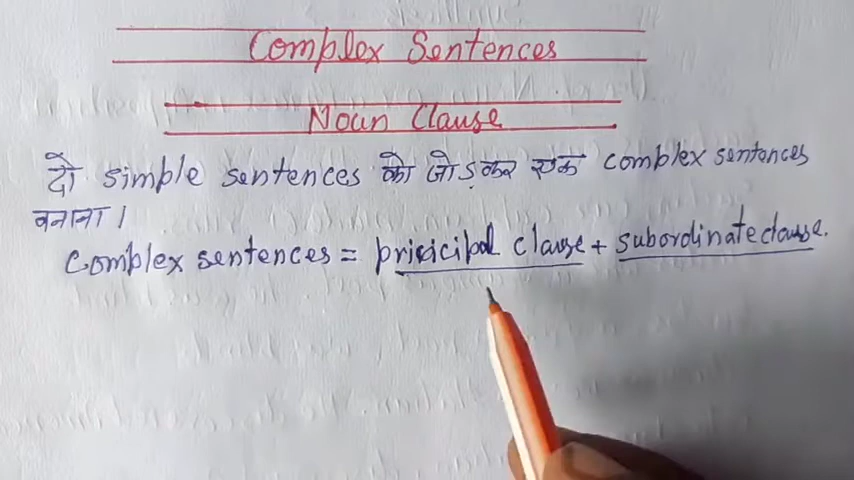 Complex Sentences
Noun Clause
दो simple sentences को जोड़कर एक complex sentences
बनाना।
Complex sentences = pricicipal clause + subordinate clause.